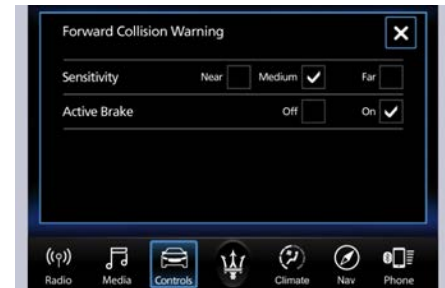 Forward Collision Warning
Sensitivity Near Medium Far
Active Brake Off On
Radio Media Controls Climate Nav Phone